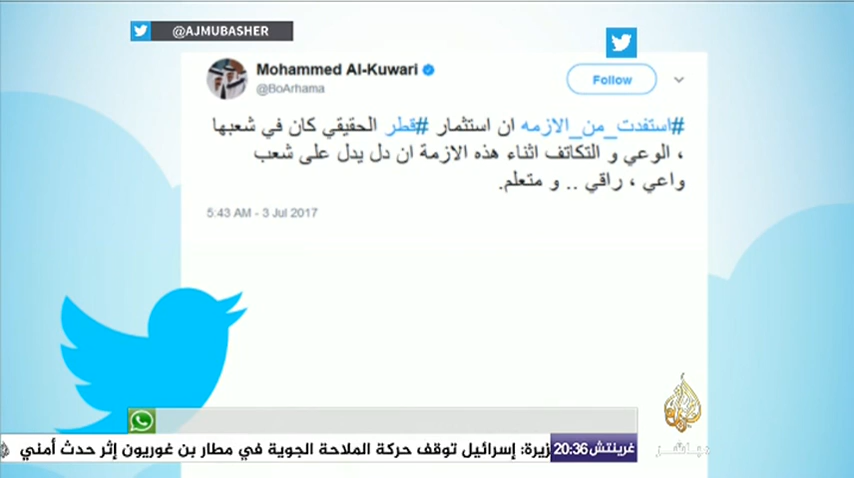 @AJMUBASHER
Mohammed Al-Kuwari
@BoArhama
Follow
#استفدت_من_الازمه ان استثمار #قطر الحقيقي كان في شعبها
، الوعي و التكاتف اثناء هذه الازمة ان دل يدل على شعب
واعي ، راقي .. و متعلم.
5:43 AM - 3 Jul 2017
الجزيرة
مباشر
غرينتش 20:36
زيرة: إسرائيل توقف حركة الملاحة الجوية في مطار بن غوريون إثر حدث أمني